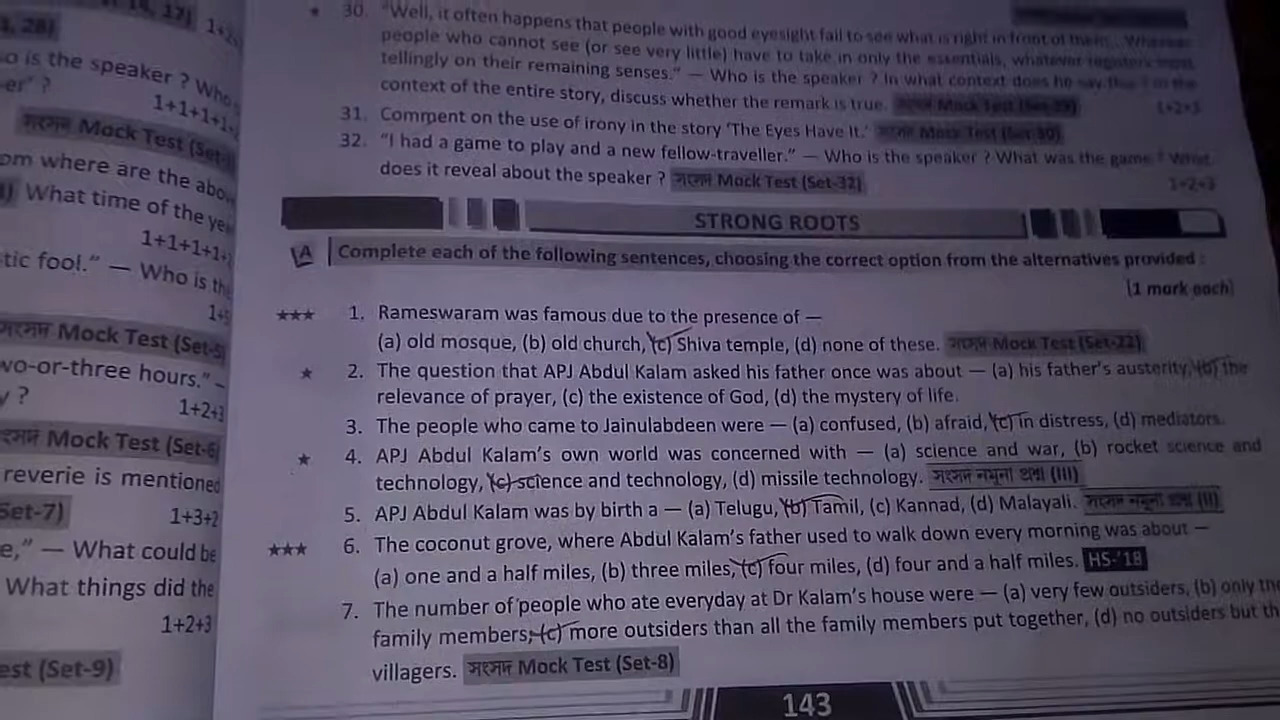 28)
1+2+
o is the speaker ? Who
er' ?
1+1+1+
সংসদ Mock Test (Set-
om where are the abo
What time of the ye
1+1+1+1+
tic fool." — Who is the
সংসদ Mock Test (Set-5
wo-or-three hours." –
y ?
1+2+3
সংসদ Mock Test (Set-6
reverie is mentioned
Set-7)
1+3+2
e," — What could be
What things did the
1+2+3
est (Set-9)
★ 30. "Well, it often happens that people with good eyesight fail to see what is right in front of them. Whereas
people who cannot see (or see very little) have to take in only the essentials, whatever registers most
tellingly on their remaining senses." — Who is the speaker ? In what context does he say this ? In the
context of the entire story, discuss whether the remark is true. সংসদ Mock Test 1+2+3
31. Comment on the use of irony in the story 'The Eyes Have It.' সংসদ Mock Test (Set-30)
32. "I had a game to play and a new fellow-traveller." — Who is the speaker ? What was the game ? What
does it reveal about the speaker ? সংসদ Mock Test (Set-32) 1+2+3
STRONG ROOTS
A Complete each of the following sentences, choosing the correct option from the alternatives provided :
(1 mark each)
★★★ 1. Rameswaram was famous due to the presence of —
(a) old mosque, (b) old church, (c) Shiva temple, (d) none of these. সংসদ Mock Test (Set-22)
★ 2. The question that APJ Abdul Kalam asked his father once was about — (a) his father's austerity, (b) the
relevance of prayer, (c) the existence of God, (d) the mystery of life.
3. The people who came to Jainulabdeen were — (a) confused, (b) afraid, (c) in distress, (d) mediators.
★ 4. APJ Abdul Kalam's own world was concerned with — (a) science and war, (b) rocket science and
technology, (c) science and technology, (d) missile technology. সংসদ নমুনা প্রশ্ন (III)
5. APJ Abdul Kalam was by birth a — (a) Telugu, (b) Tamil, (c) Kannad, (d) Malayali. সংসদ নমুনা প্রশ্ন (II)
★★★ 6. The coconut grove, where Abdul Kalam's father used to walk down every morning was about —
(a) one and a half miles, (b) three miles, (c) four miles, (d) four and a half miles. HS-'18
7. The number of people who ate everyday at Dr Kalam's house were — (a) very few outsiders, (b) only the
family members, (c) more outsiders than all the family members put together, (d) no outsiders but th
villagers. সংসদ Mock Test (Set-8)
143